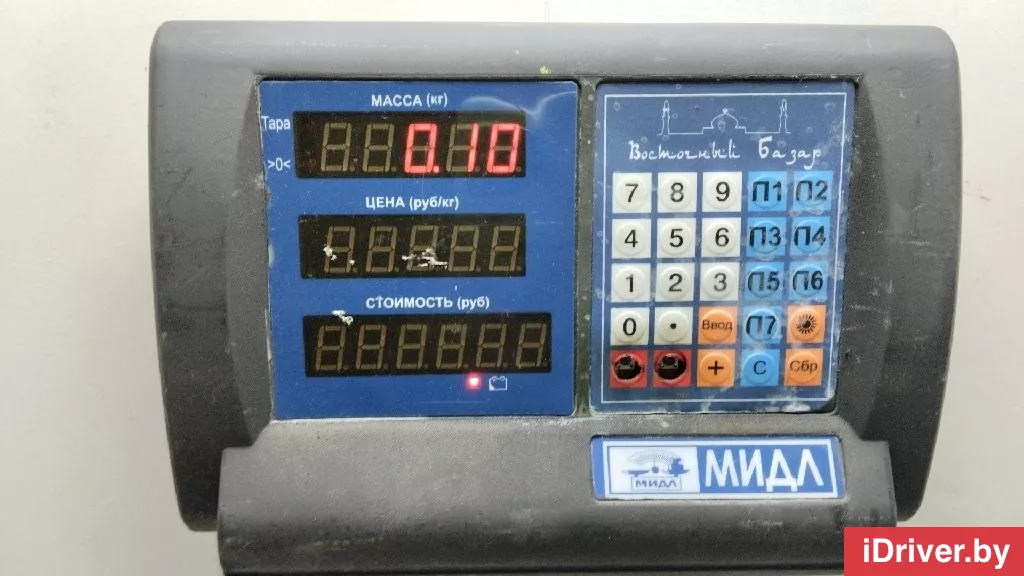 МАССА (кг)
Тара
0.10
>0<
ЦЕНА (руб/кг)
СТОИМОСТЬ (руб)
Восточный Базар
7 8 9 П1 П2
4 5 6 П3 П4
1 2 3 П5 П6
0 . Ввод П7
+ С Сбр
МИДЛ
МИДЛ
iDriver.by